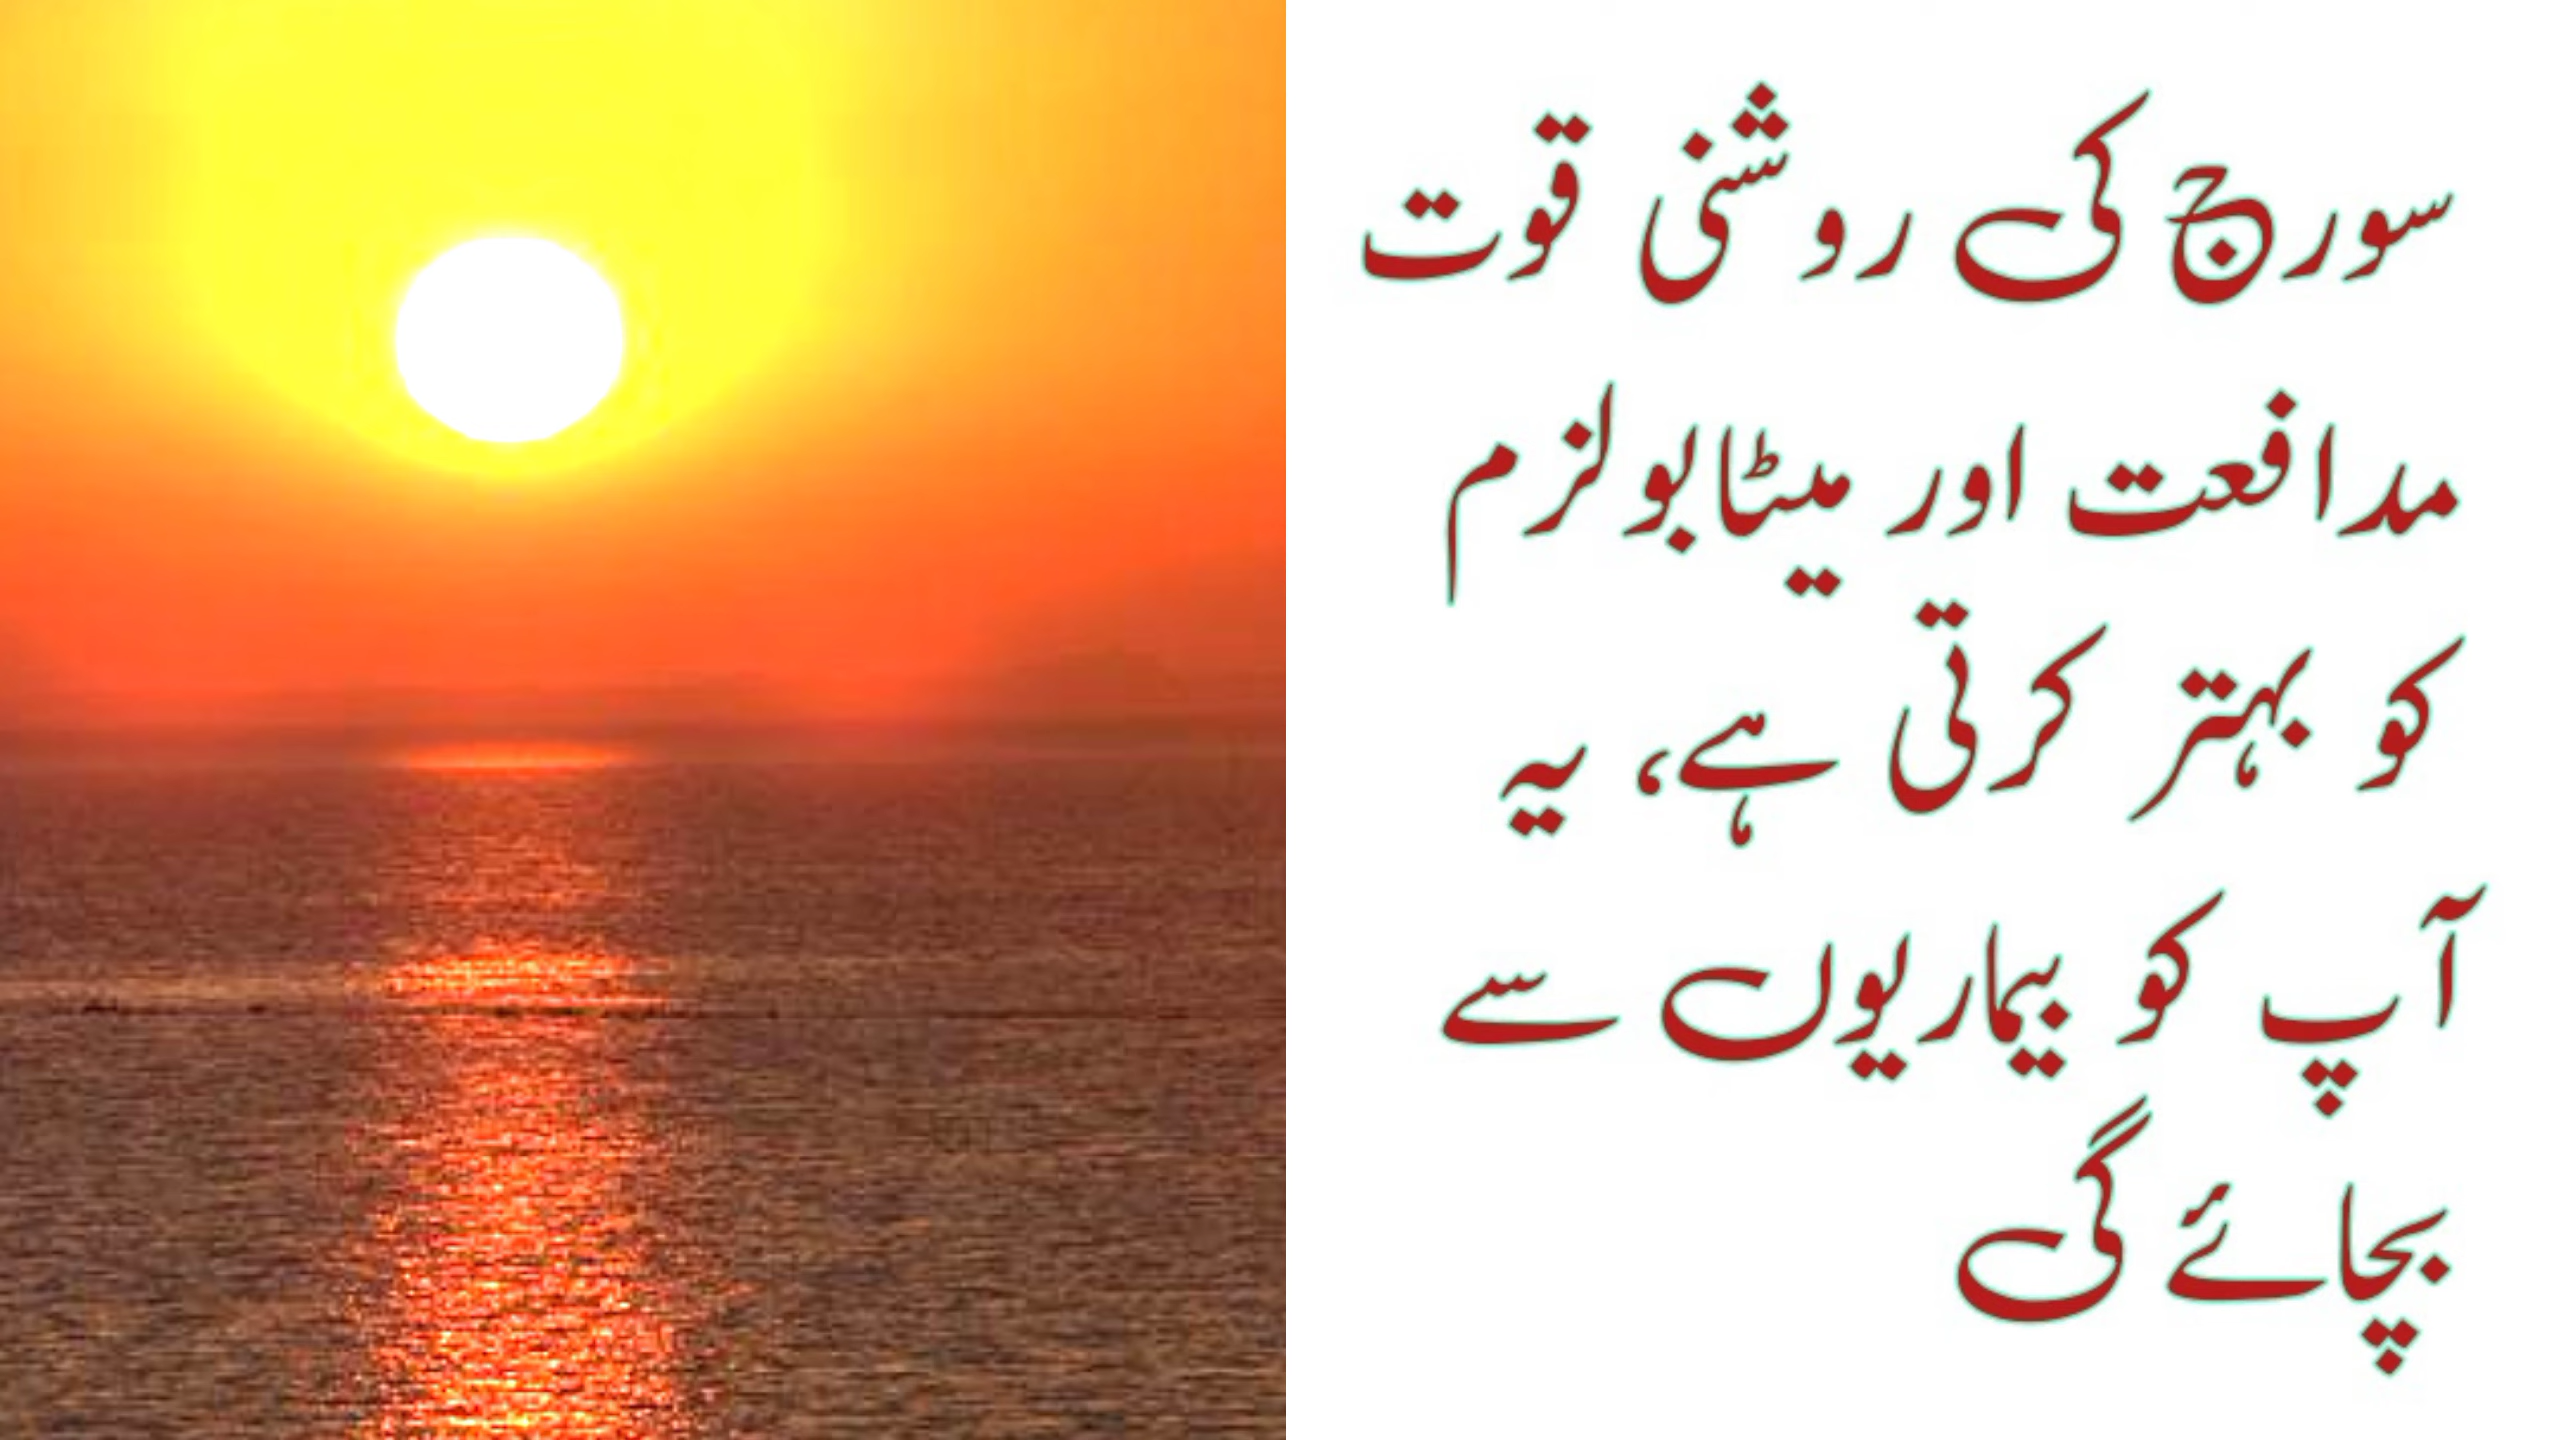 سورج کی روشنی قوت
مدافعت اور میٹابولزم
کو بہتر کرتی ہے، یہ
آپ کو بیماریوں سے
بچائے گی